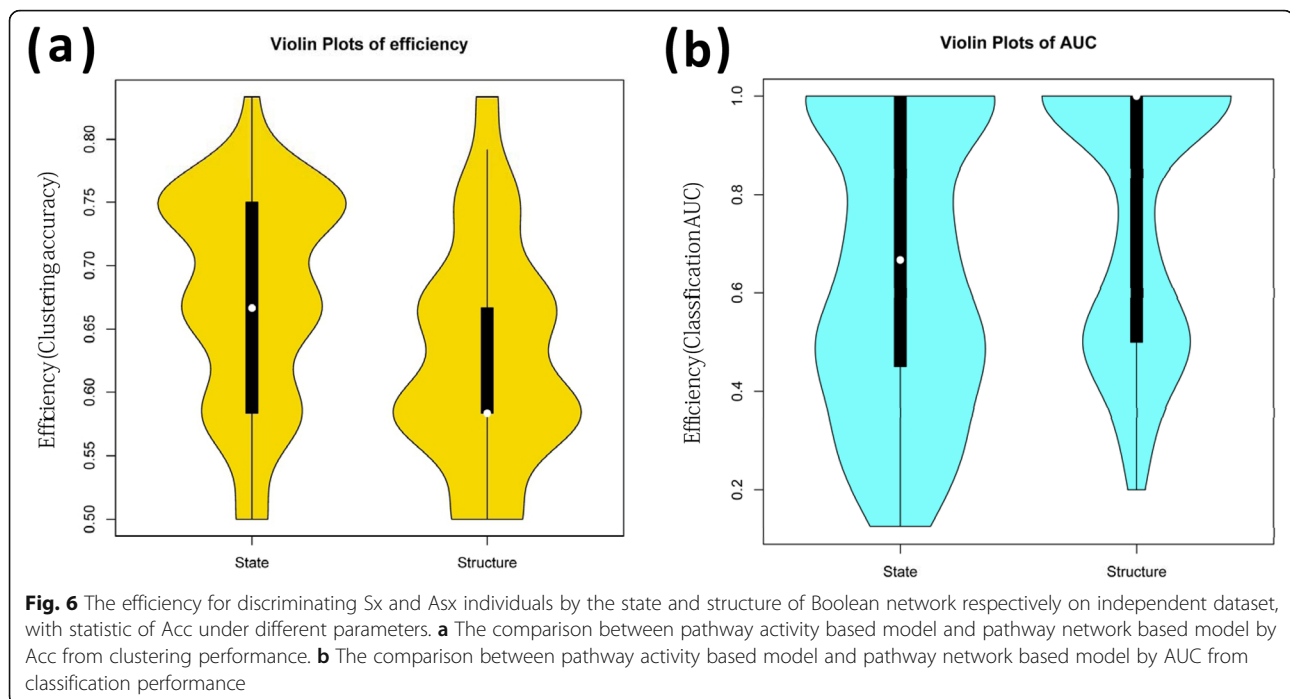 (a)
Violin Plots of efficiency
Efficiency (Clustering accuracy)
0.80
0.75
0.70
0.65
0.60
0.55
0.50
State
Structure
(b)
Violin Plots of AUC
Efficiency (Classfication AUC)
1.0
0.8
0.6
0.4
0.2
State
Structure
Fig. 6 The efficiency for discriminating Sx and Asx individuals by the state and structure of Boolean network respectively on independent dataset,
with statistic of Acc under different parameters. a The comparison between pathway activity based model and pathway network based model by
Acc from clustering performance. b The comparison between pathway activity based model and pathway network based model by AUC from
classification performance